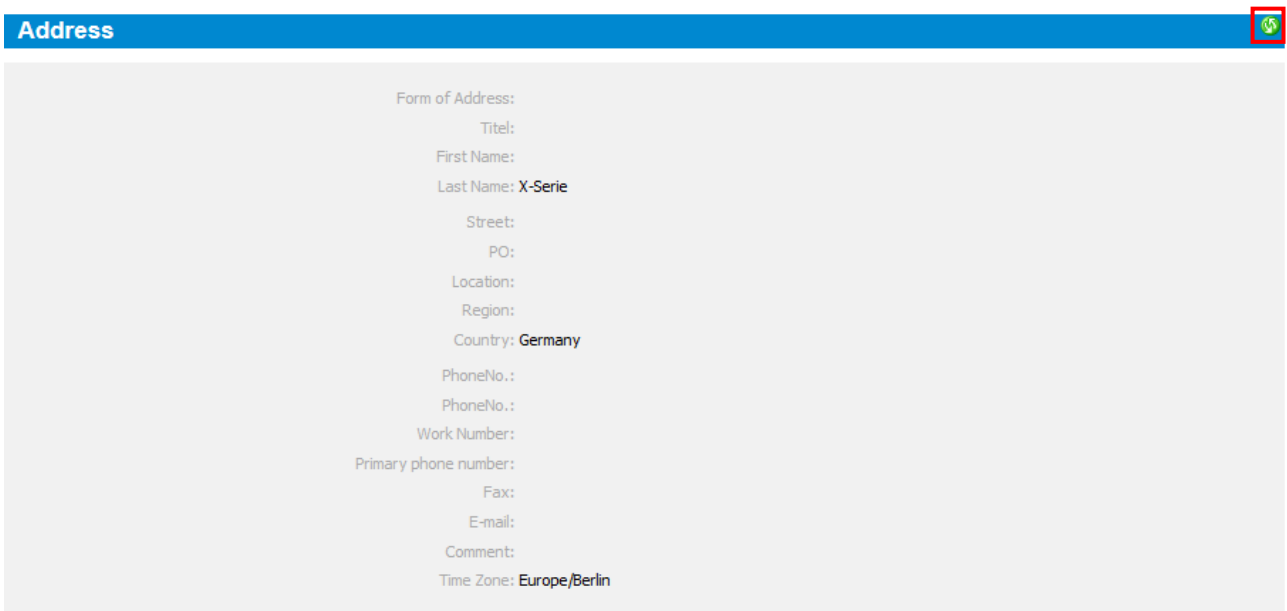 Address
Form of Address:
Titel:
First Name:
Last Name: X-Serie
Street:
PO:
Location:
Region:
Country: Germany
PhoneNo.:
PhoneNo.:
Work Number:
Primary phone number:
Fax:
E-mail:
Comment:
Time Zone: Europe/Berlin